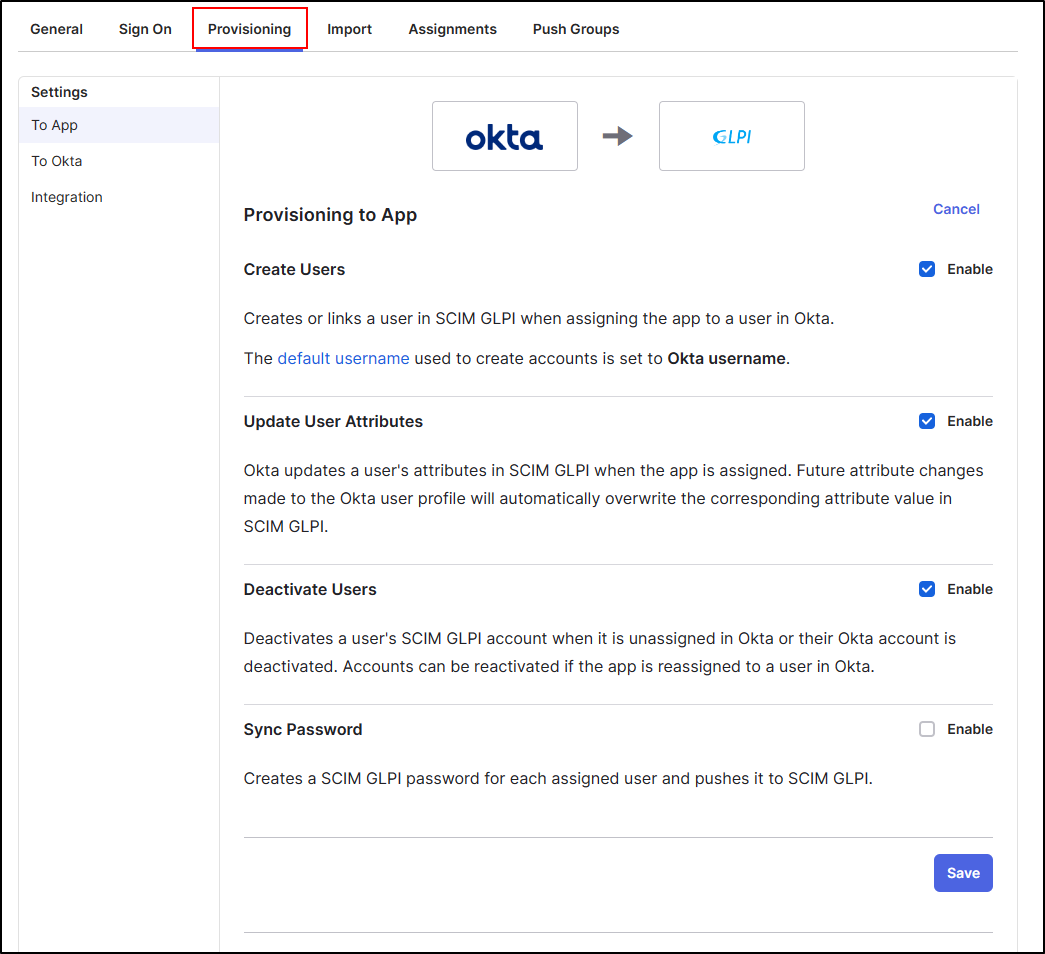 General Sign On Provisioning Import Assignments Push Groups
Settings
To App
To Okta
Integration
okta GLPI
Provisioning to App Cancel
Create Users Enable
Creates or links a user in SCIM GLPI when assigning the app to a user in Okta.
The default username used to create accounts is set to Okta username.
Update User Attributes Enable
Okta updates a user's attributes in SCIM GLPI when the app is assigned. Future attribute changes
made to the Okta user profile will automatically overwrite the corresponding attribute value in
SCIM GLPI.
Deactivate Users Enable
Deactivates a user's SCIM GLPI account when it is unassigned in Okta or their Okta account is
deactivated. Accounts can be reactivated if the app is reassigned to a user in Okta.
Sync Password Enable
Creates a SCIM GLPI password for each assigned user and pushes it to SCIM GLPI.
Save